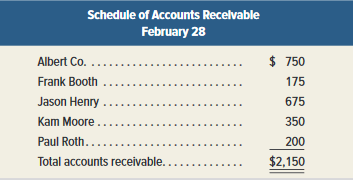 Schedule of Accounts Receivable
February 28
Albert Co. . . . . . . . . . . . . . . . . . . . . . . . . . $ 750
Frank Booth . . . . . . . . . . . . . . . . . . . . . . . 175
Jason Henry . . . . . . . . . . . . . . . . . . . . . . . 675
Kam Moore . . . . . . . . . . . . . . . . . . . . . . . . 350
Paul Roth. . . . . . . . . . . . . . . . . . . . . . . . . . 200
Total accounts receivable. . . . . . . . . . . . . $2,150